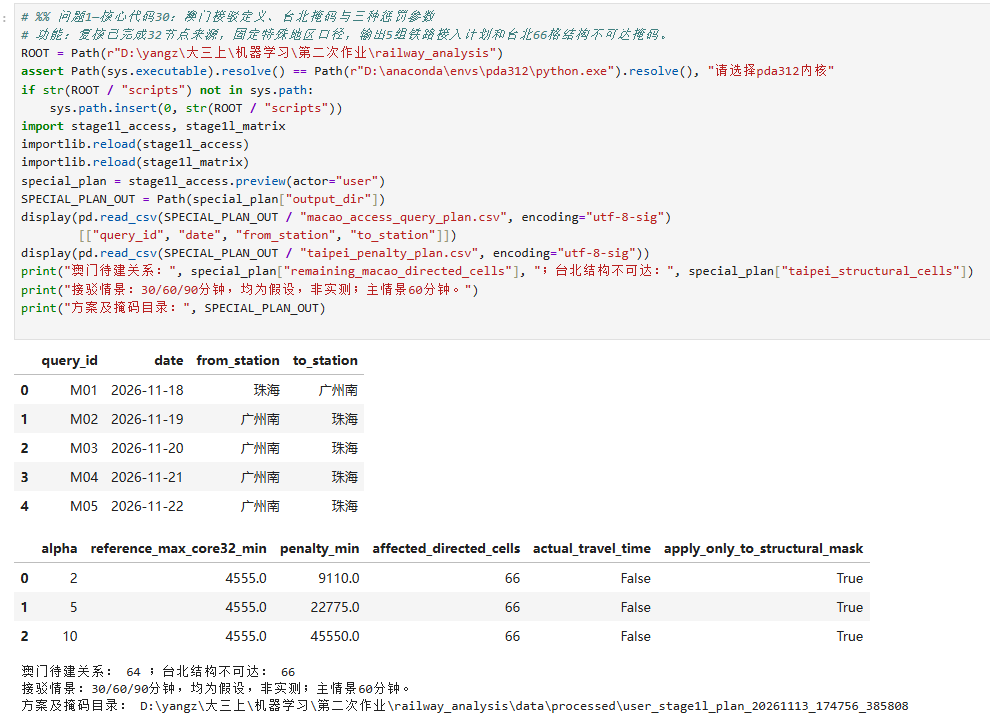 # %% 问题1—核心代码30：澳门接驳定义、台北掩码与三种惩罚参数
# 功能：复核已完成32节点来源，固定特殊地区口径，输出5组铁路接入计划和台北66格结构不可达掩码。
ROOT = Path(r"D:\yangz\大三上\机器学习\第二次作业\railway_analysis")
assert Path(sys.executable).resolve() == Path(r"D:\anaconda\envs\pda312\python.exe").resolve(), "请选择pda312内核"
if str(ROOT / "scripts") not in sys.path:
    sys.path.insert(0, str(ROOT / "scripts"))
import stage1l_access, stage1l_matrix
importlib.reload(stage1l_access)
importlib.reload(stage1l_matrix)
special_plan = stage1l_access.preview(actor="user")
SPECIAL_PLAN_OUT = Path(special_plan["output_dir"])
display(pd.read_csv(SPECIAL_PLAN_OUT / "macao_access_query_plan.csv", encoding="utf-8-sig")
        [["query_id", "date", "from_station", "to_station"]])
display(pd.read_csv(SPECIAL_PLAN_OUT / "taipei_penalty_plan.csv", encoding="utf-8-sig"))
print("澳门待建关系：", special_plan["remaining_macao_directed_cells"], "；台北结构不可达：", special_plan["taipei_structural_cells"])
print("接驳情景：30/60/90分钟，均为假设，非实测；主情景60分钟。")
print("方案及掩码目录：", SPECIAL_PLAN_OUT)
query_id date from_station to_station
0 M01 2026-11-18 珠海 广州南
1 M02 2026-11-19 广州南 珠海
2 M03 2026-11-20 广州南 珠海
3 M04 2026-11-21 广州南 珠海
4 M05 2026-11-22 广州南 珠海
alpha reference_max_core32_min penalty_min affected_directed_cells actual_travel_time apply_only_to_structural_mask
0 2 4555.0 9110.0 66 False True
1 5 4555.0 22775.0 66 False True
2 10 4555.0 45550.0 66 False True
澳门待建关系： 64 ；台北结构不可达： 66
接驳情景：30/60/90分钟，均为假设，非实测；主情景60分钟。
方案及掩码目录： D:\yangz\大三上\机器学习\第二次作业\railway_analysis\data\processed\user_stage1l_plan_20261113_174756_385808